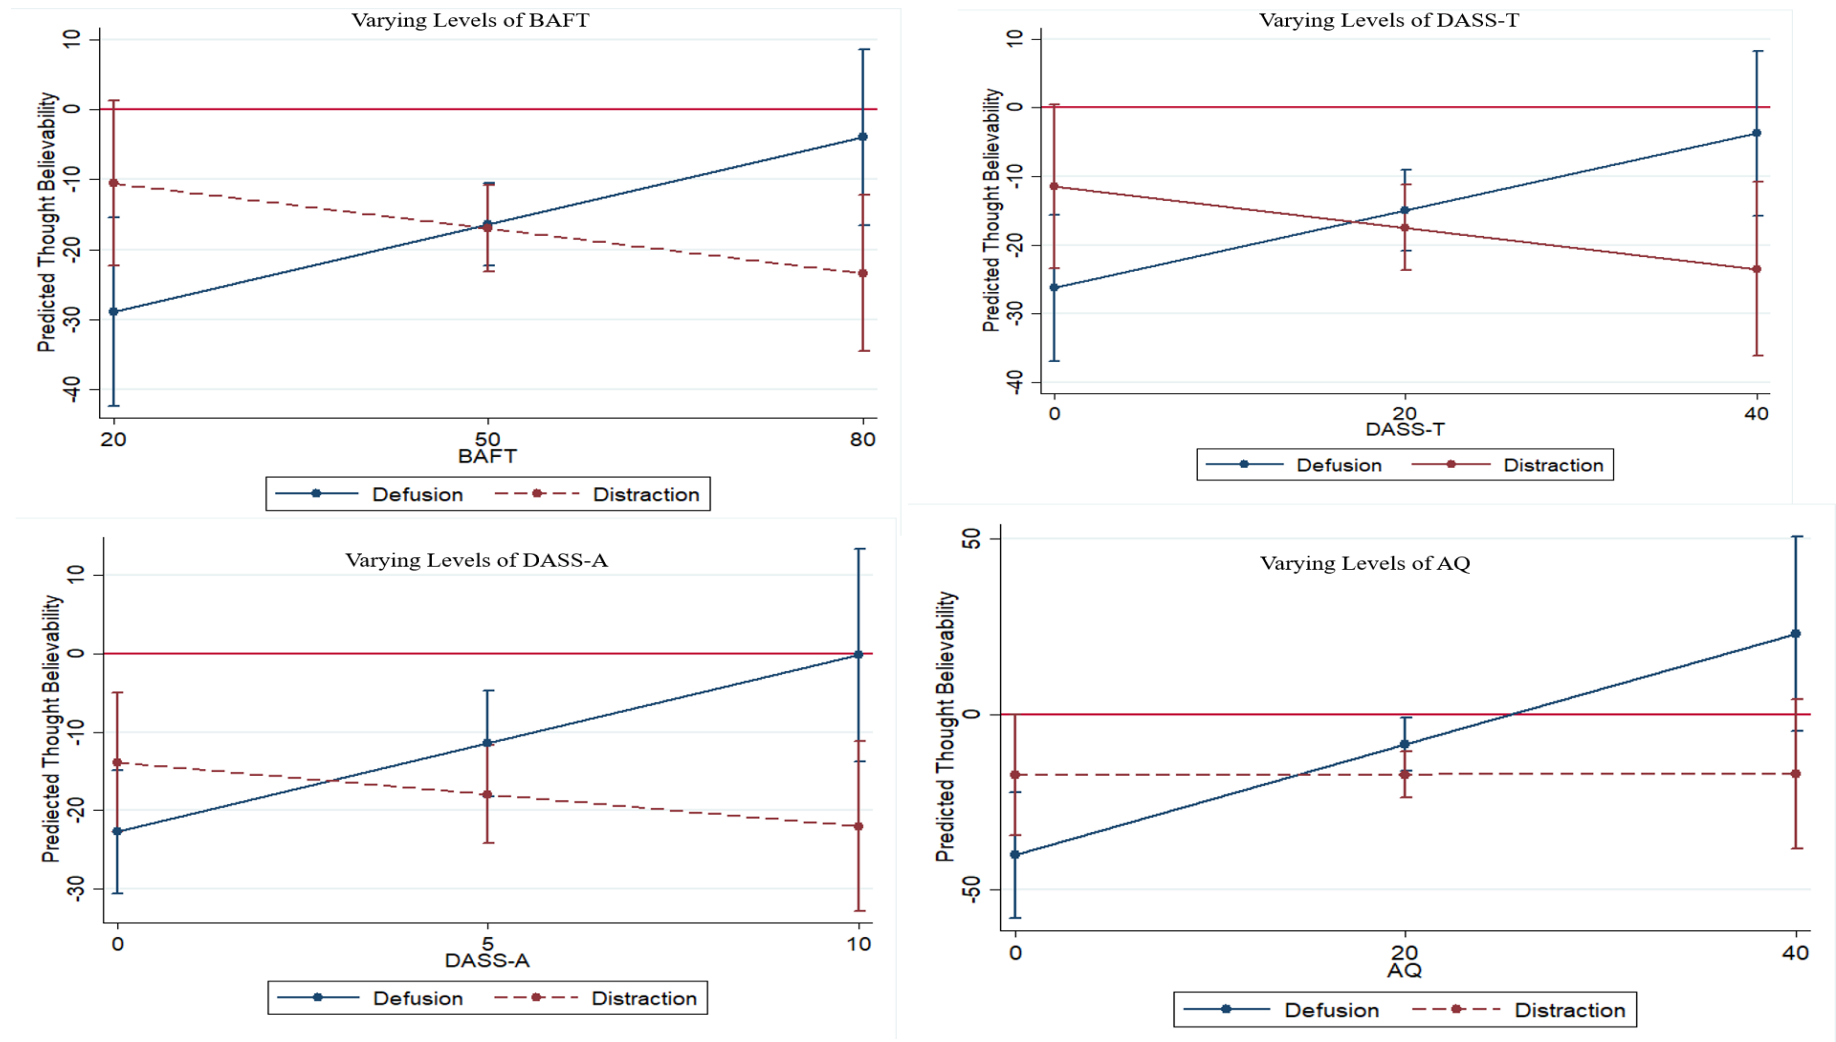 Varying Levels of BAFT
Predicted Thought Believability
10
0
-10
-20
-30
-40
20
50
80
BAFT
Defusion
Distraction
Varying Levels of DASS-T
Predicted Thought Believability
10
0
-10
-20
-30
-40
0
20
40
DASS-T
Defusion
Distraction
Varying Levels of DASS-A
Prediected Thought Believability
10
0
-10
-20
-30
0
5
10
DASS-A
Defusion
Distraction
Varying Levels of AQ
Predicted Thought Believability
50
0
-50
0
20
40
AQ
Defusion
Distraction